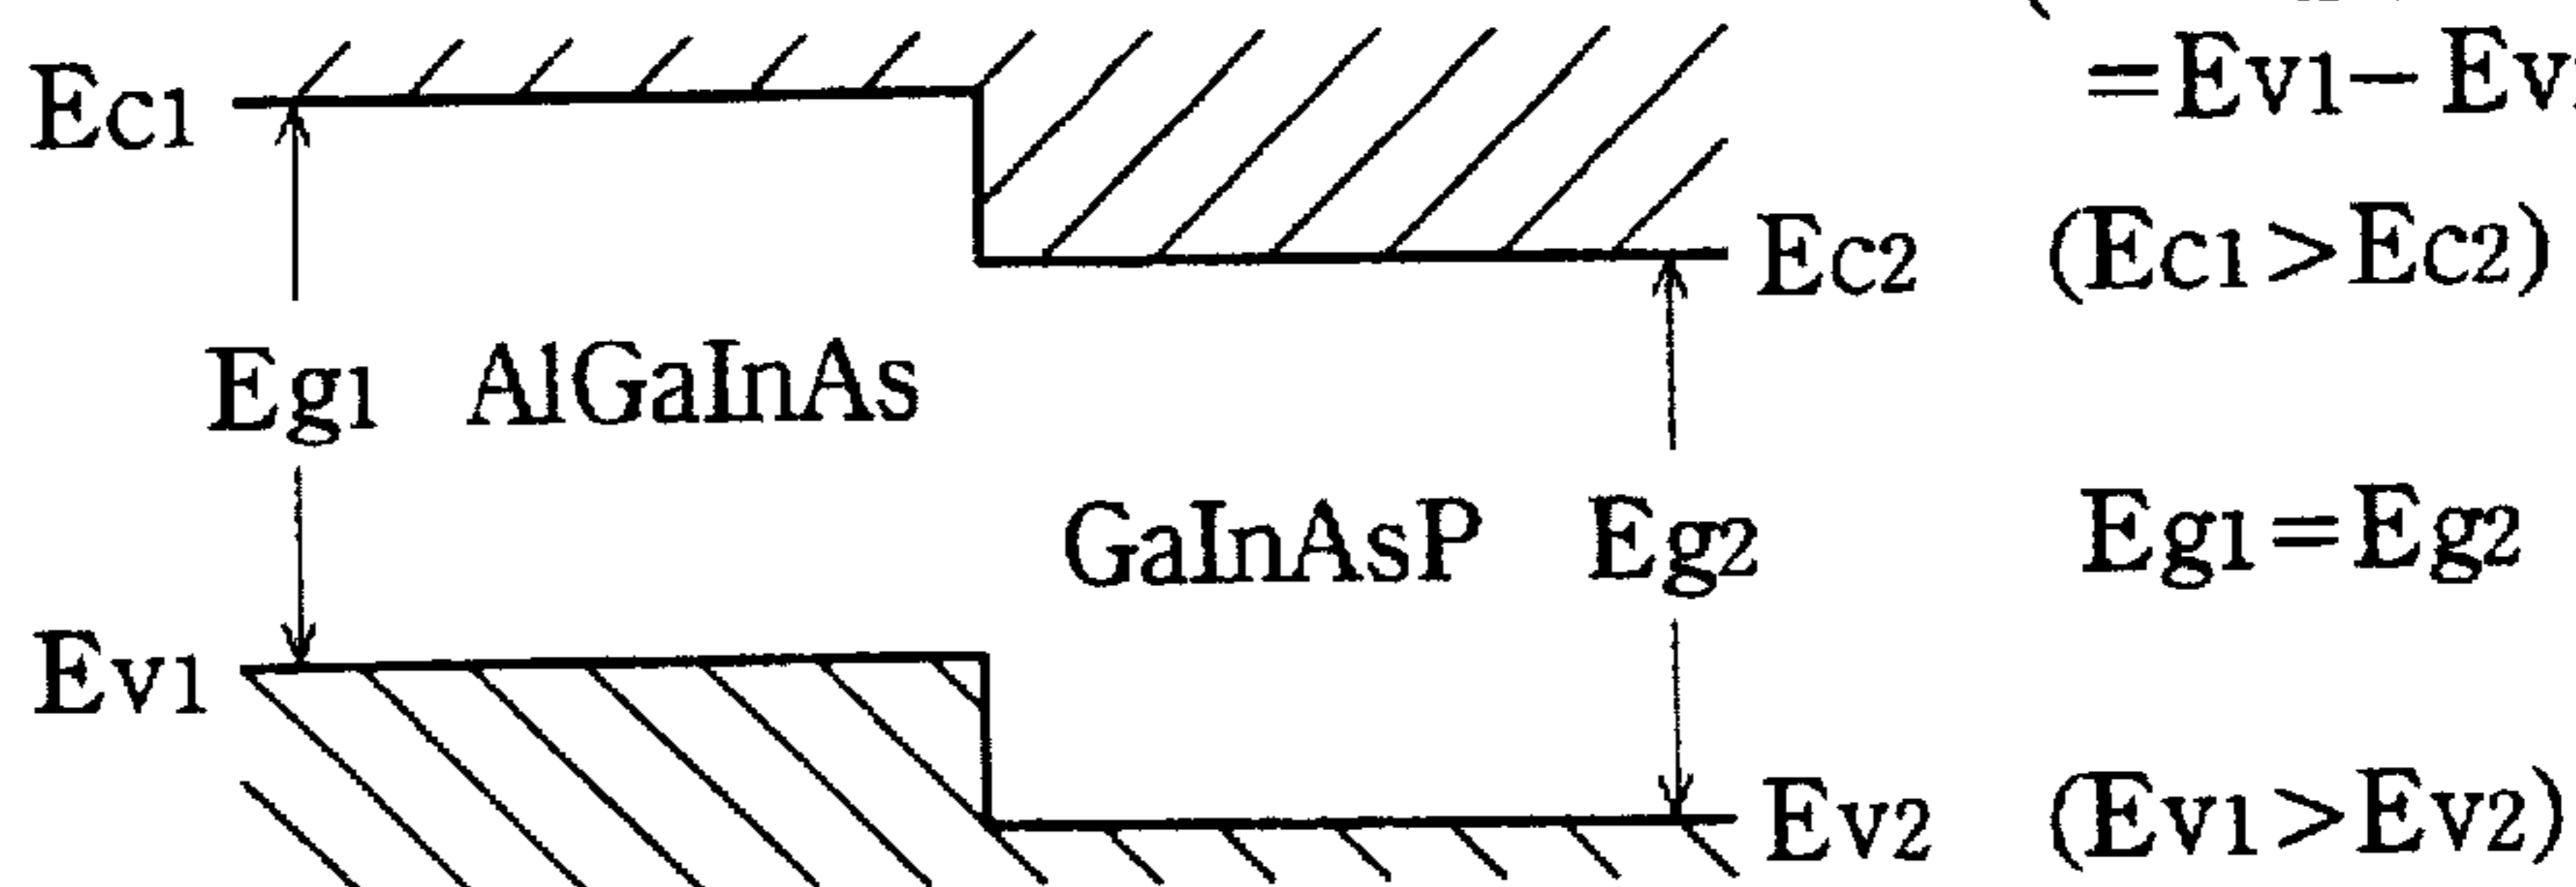 =Ev1−Ev
Ec1
Ec2 (Ec1>Ec2)
Eg1 AlGaInAs
GaInAsP Eg2 Eg1=Eg2
Ev1
Ev2 (Ev1>Ev2)